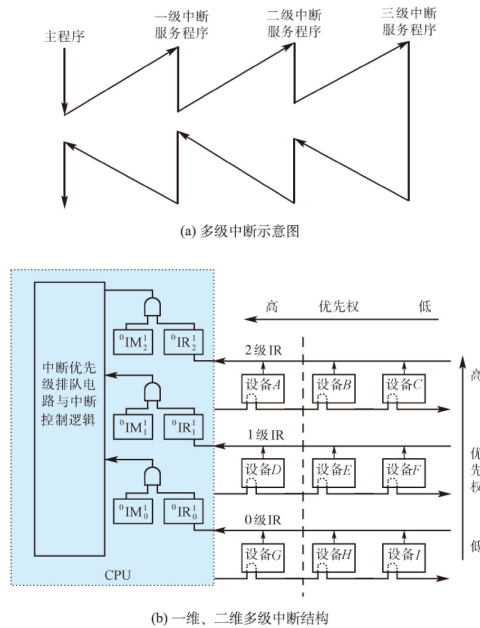 主程序
一级中断
服务程序
二级中断
服务程序
三级中断
服务程序
(a) 多级中断示意图
高 优先权 低
中断优先
级排队电
路与中断
控制逻辑
0IM12
0IR12
2级IR
设备A
设备B
设备C
0IM11
0IR11
1级IR
设备D
设备E
设备F
0IM10
0IR10
0级IR
设备G
设备H
设备I
高
优
先
权
低
CPU
(b) 一维、二维多级中断结构